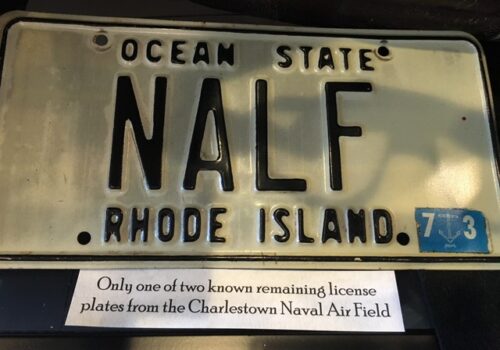 OCEAN STATE
NALF
RHODE ISLAND
7 3
Only one of two known remaining license
plates from the Charlestown Naval Air Field